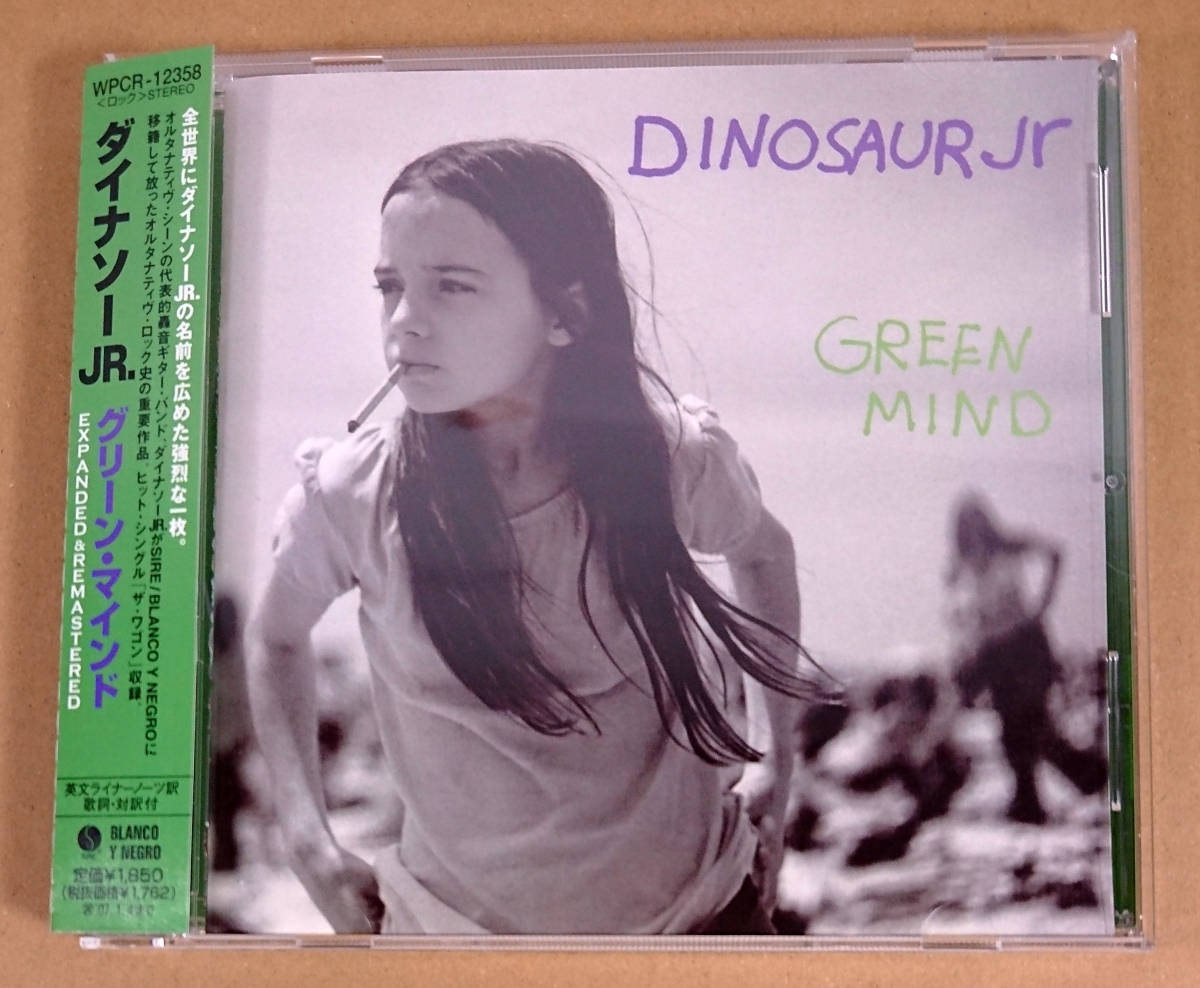 WPCR-12358
<ロック>STEREO
全世界にダイナソーJR.の名前を広めた強烈な一枚。
オルタナティヴ・シーンの代表的轟音ギター・バンド、ダイナソーJR.がSIRE/BLANCO Y NEGROに
移籍して放ったオルタナティヴ・ロック史の重要作品。ヒット・シングル「ザ・ワゴン」収録。
ダイナソーJR.
グリーン・マインド
EXPANDED & REMASTERED
英文ライナーノーツ訳
歌詞・対訳付
BLANCO
Y NEGRO
定価¥1,850
(税抜価格¥1,762)
DINOSAUR Jr
GREEN
MIND